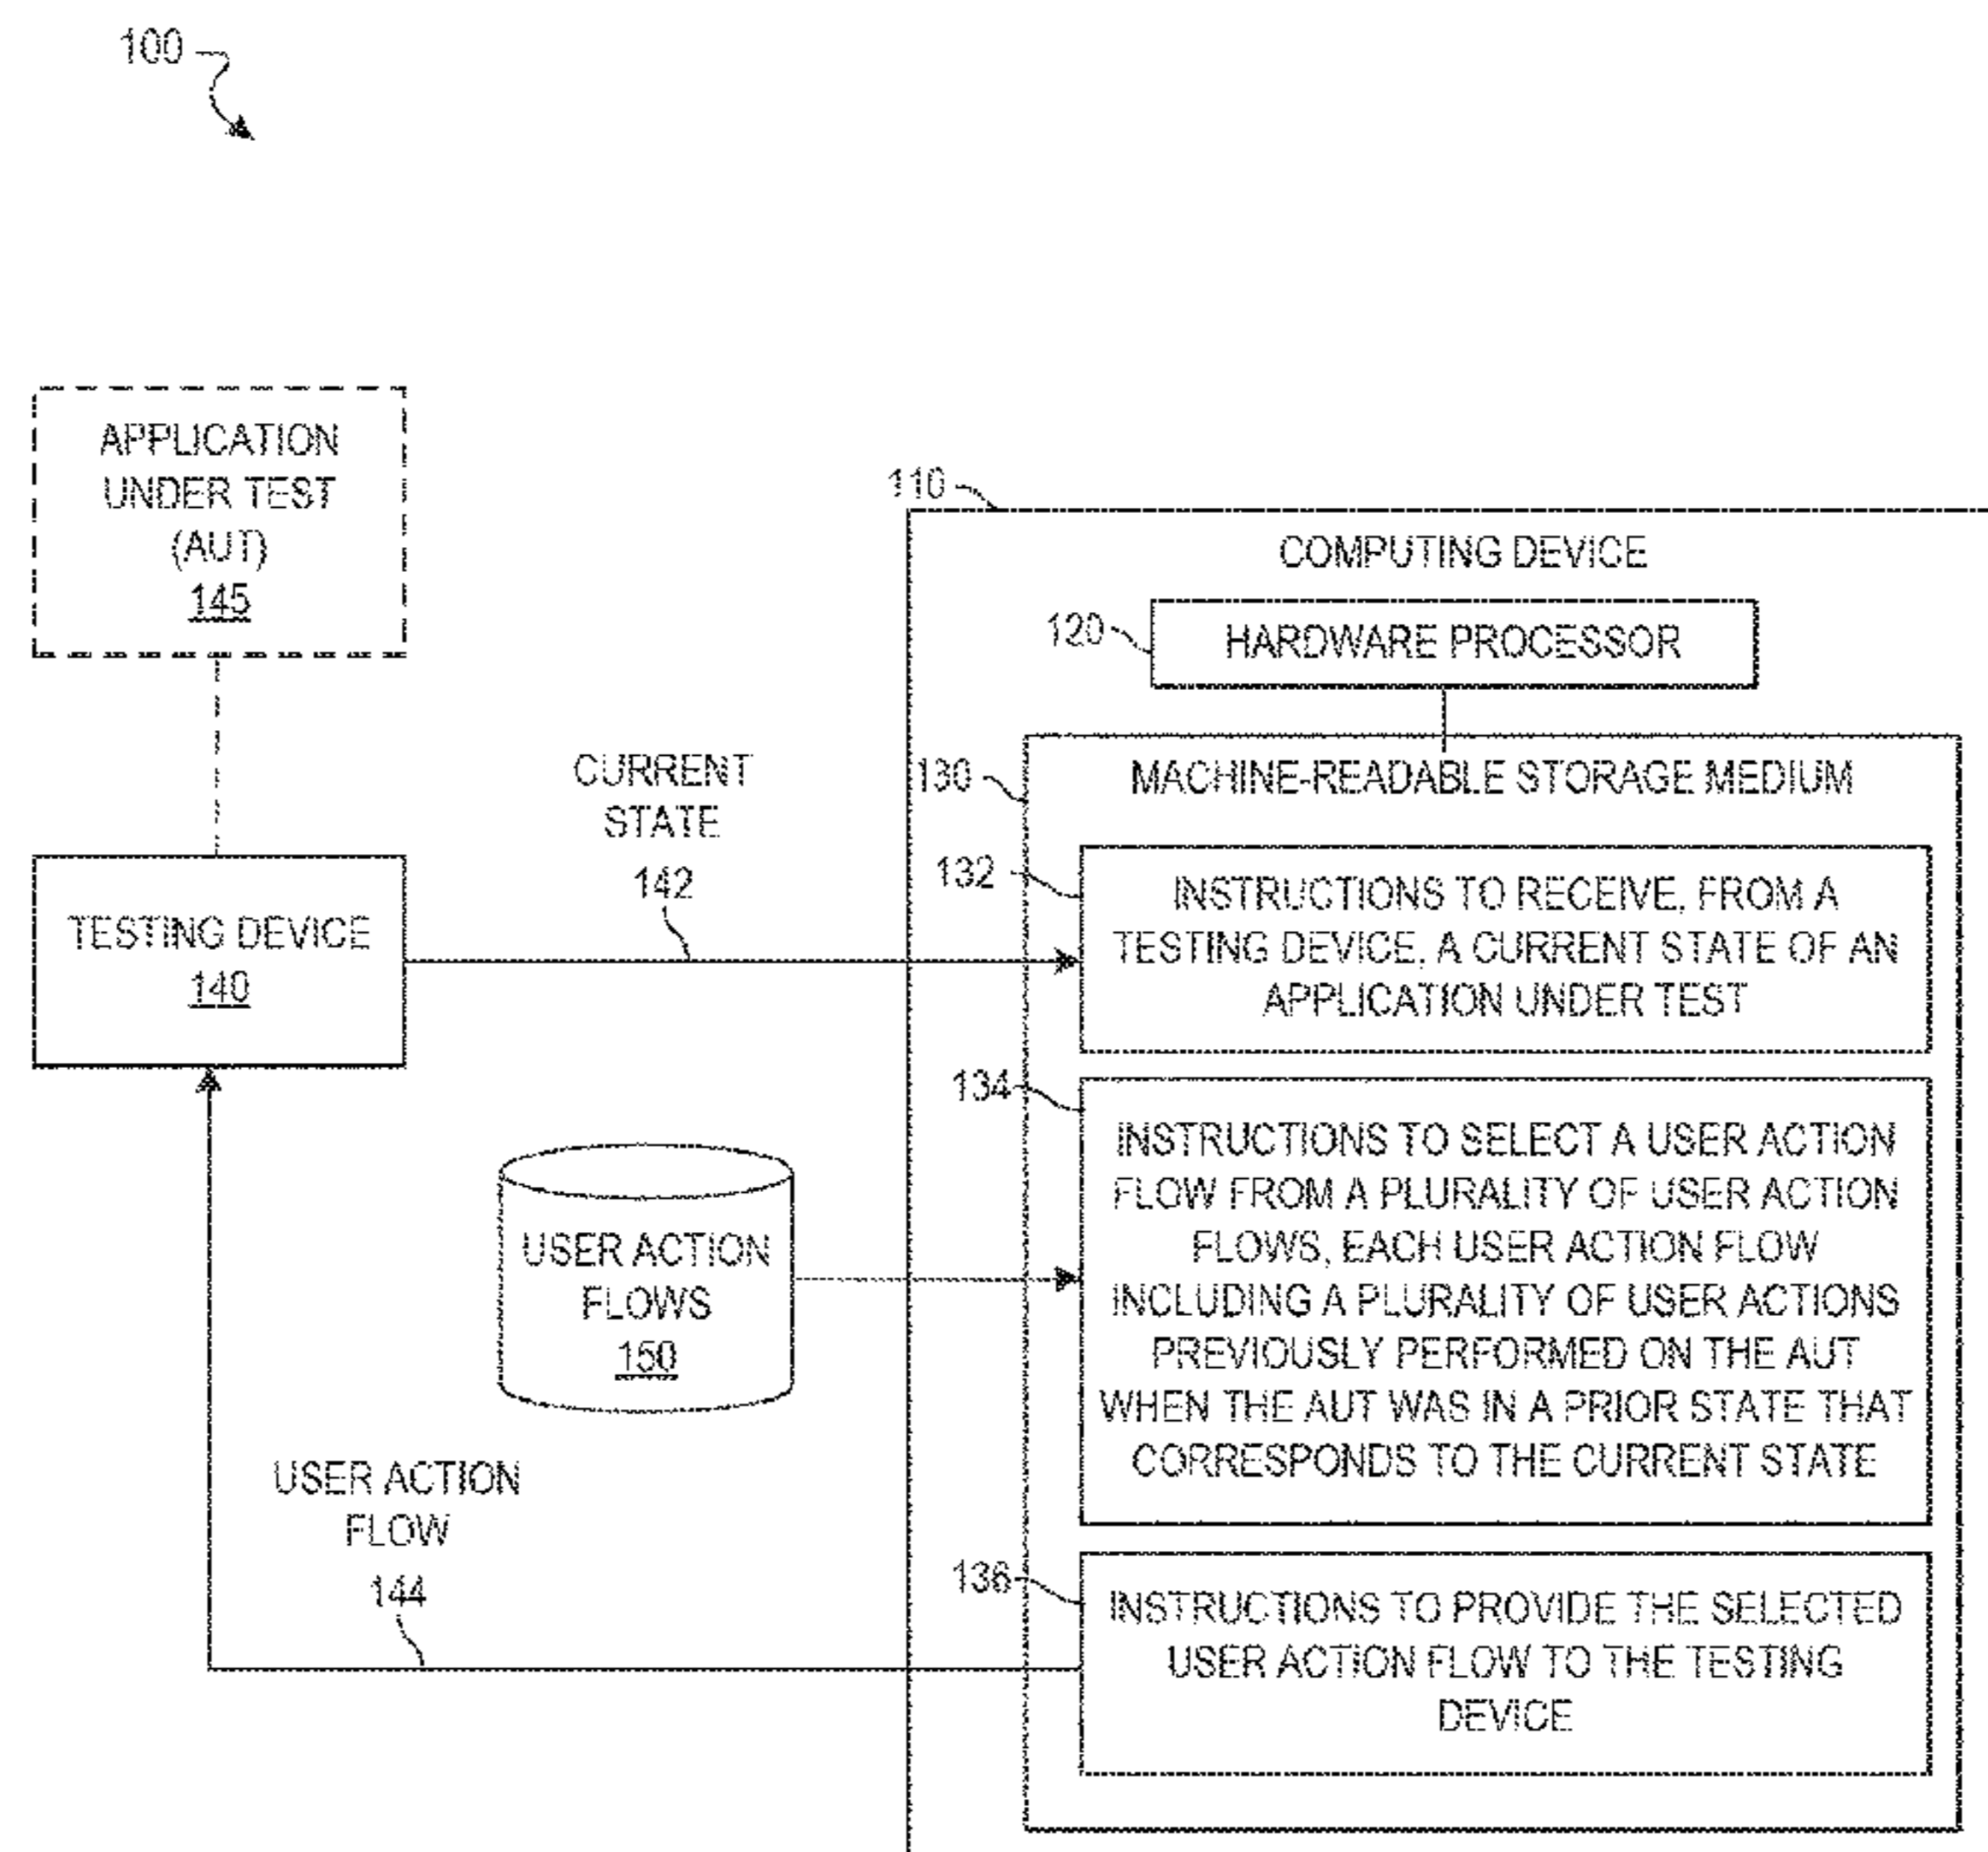 100
APPLICATION
UNDER TEST
(AUT)
145
110
COMPUTING DEVICE
120
HARDWARE PROCESSOR
CURRENT
STATE
142
130
MACHINE-READABLE STORAGE MEDIUM
TESTING DEVICE
140
132
INSTRUCTIONS TO RECEIVE, FROM A
TESTING DEVICE, A CURRENT STATE OF AN
APPLICATION UNDER TEST
134
INSTRUCTIONS TO SELECT A USER ACTION
FLOW FROM A PLURALITY OF USER ACTION
FLOWS, EACH USER ACTION FLOW
INCLUDING A PLURALITY OF USER ACTIONS
PREVIOUSLY PERFORMED ON THE AUT
WHEN THE AUT WAS IN A PRIOR STATE THAT
CORRESPONDS TO THE CURRENT STATE
USER ACTION
FLOWS
150
USER ACTION
FLOW
144
136
INSTRUCTIONS TO PROVIDE THE SELECTED
USER ACTION FLOW TO THE TESTING
DEVICE